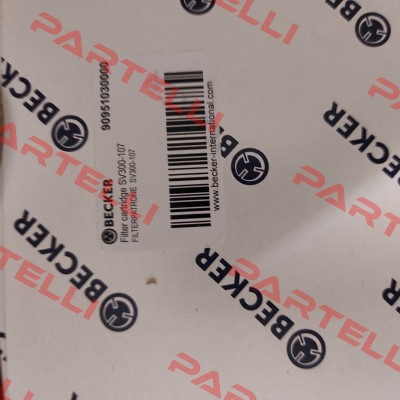 90951030000
BECKER
Filter cartridge SV300-107
FILTERPATRONE SV300-107
www.becker-international.com
BECKER
BECKER
BECKER
BECKER
BECKER
PARTELLI
PARTELLI
PARTELLI
PARTELLI